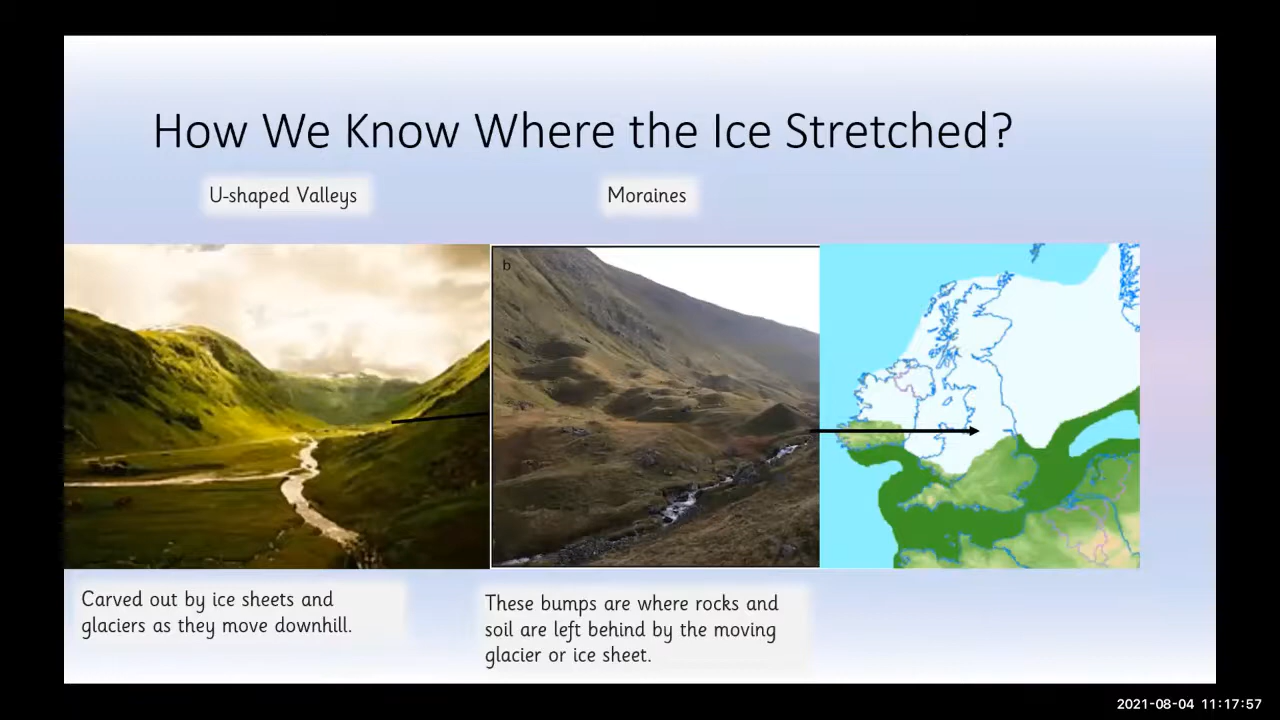 How We Know Where the Ice Stretched?
U-shaped Valleys
Moraines
b
Carved out by ice sheets and
glaciers as they move downhill.
These bumps are where rocks and
soil are left behind by the moving
glacier or ice sheet.
2021-08-04 11:17:57